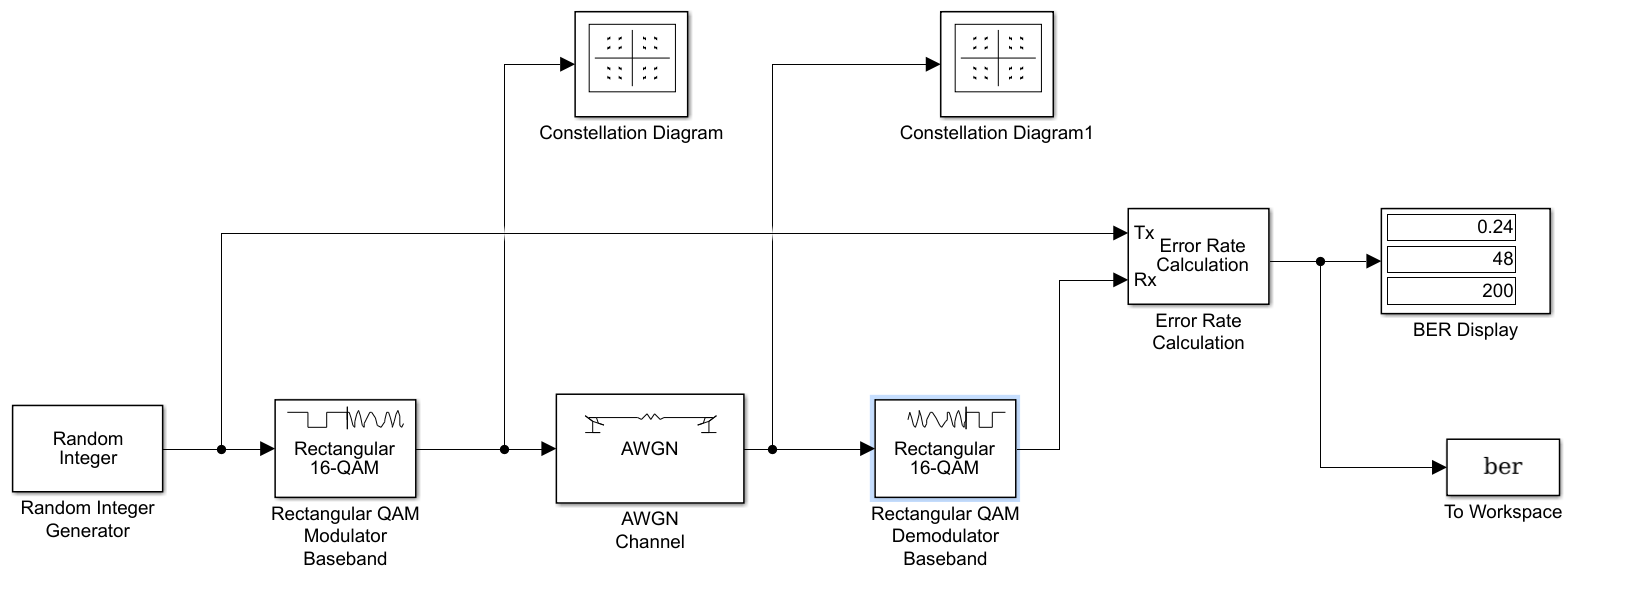 Constellation Diagram
Constellation Diagram1
Tx
Error Rate
Calculation
Rx
Error Rate
Calculation
0.24
48
200
BER Display
Random
Integer
Random Integer
Generator
Rectangular
16-QAM
Rectangular QAM
Modulator
Baseband
AWGN
AWGN
Channel
Rectangular
16-QAM
Rectangular QAM
Demodulator
Baseband
ber
To Workspace